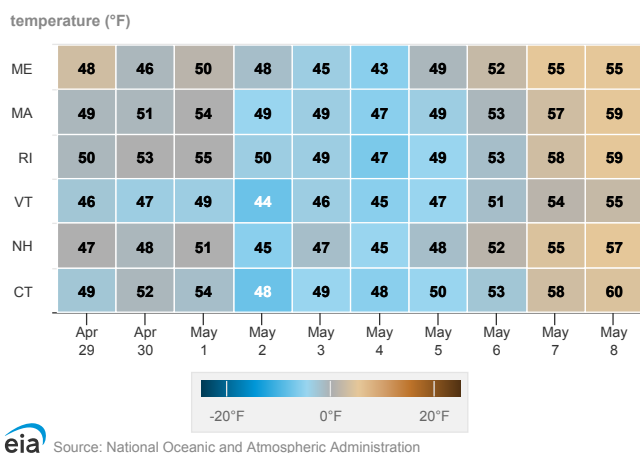 temperature (°F)
ME 48 46 50 48 45 43 49 52 55 55
MA 49 51 54 49 49 47 49 53 57 59
RI 50 53 55 50 49 47 49 53 58 59
VT 46 47 49 44 46 45 47 51 54 55
NH 47 48 51 45 47 45 48 52 55 57
CT 49 52 54 48 49 48 50 53 58 60
Apr Apr May May May May May May May May
29 30 1 2 3 4 5 6 7 8
-20°F 0°F 20°F
eia Source: National Oceanic and Atmospheric Administration